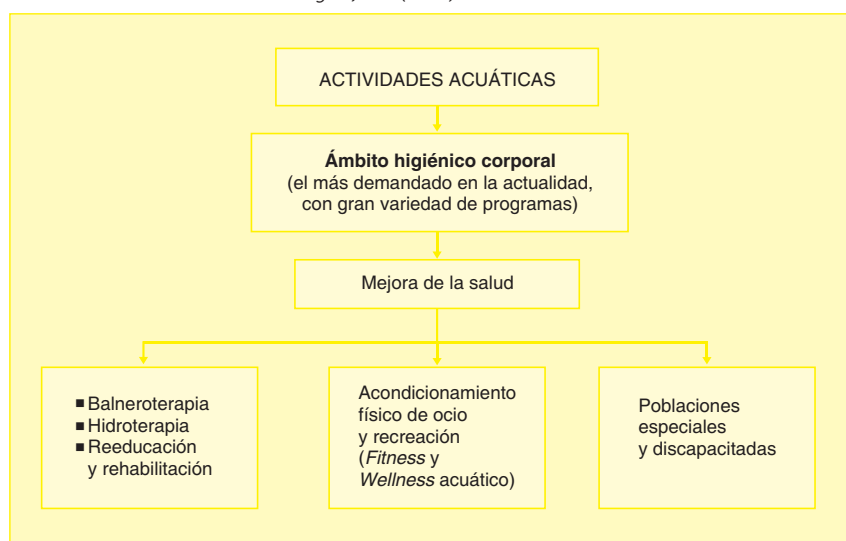 ACTIVIDADES ACUÁTICAS
Ámbito higiénico corporal
(el más demandado en la actualidad,
con gran variedad de programas)
Mejora de la salud
■ Balneroterapia
■ Hidroterapia
■ Reeducación
y rehabilitación
Acondicionamiento
físico de ocio
y recreación
(Fitness y
Wellness acuático)
Poblaciones
especiales
y discapacitadas